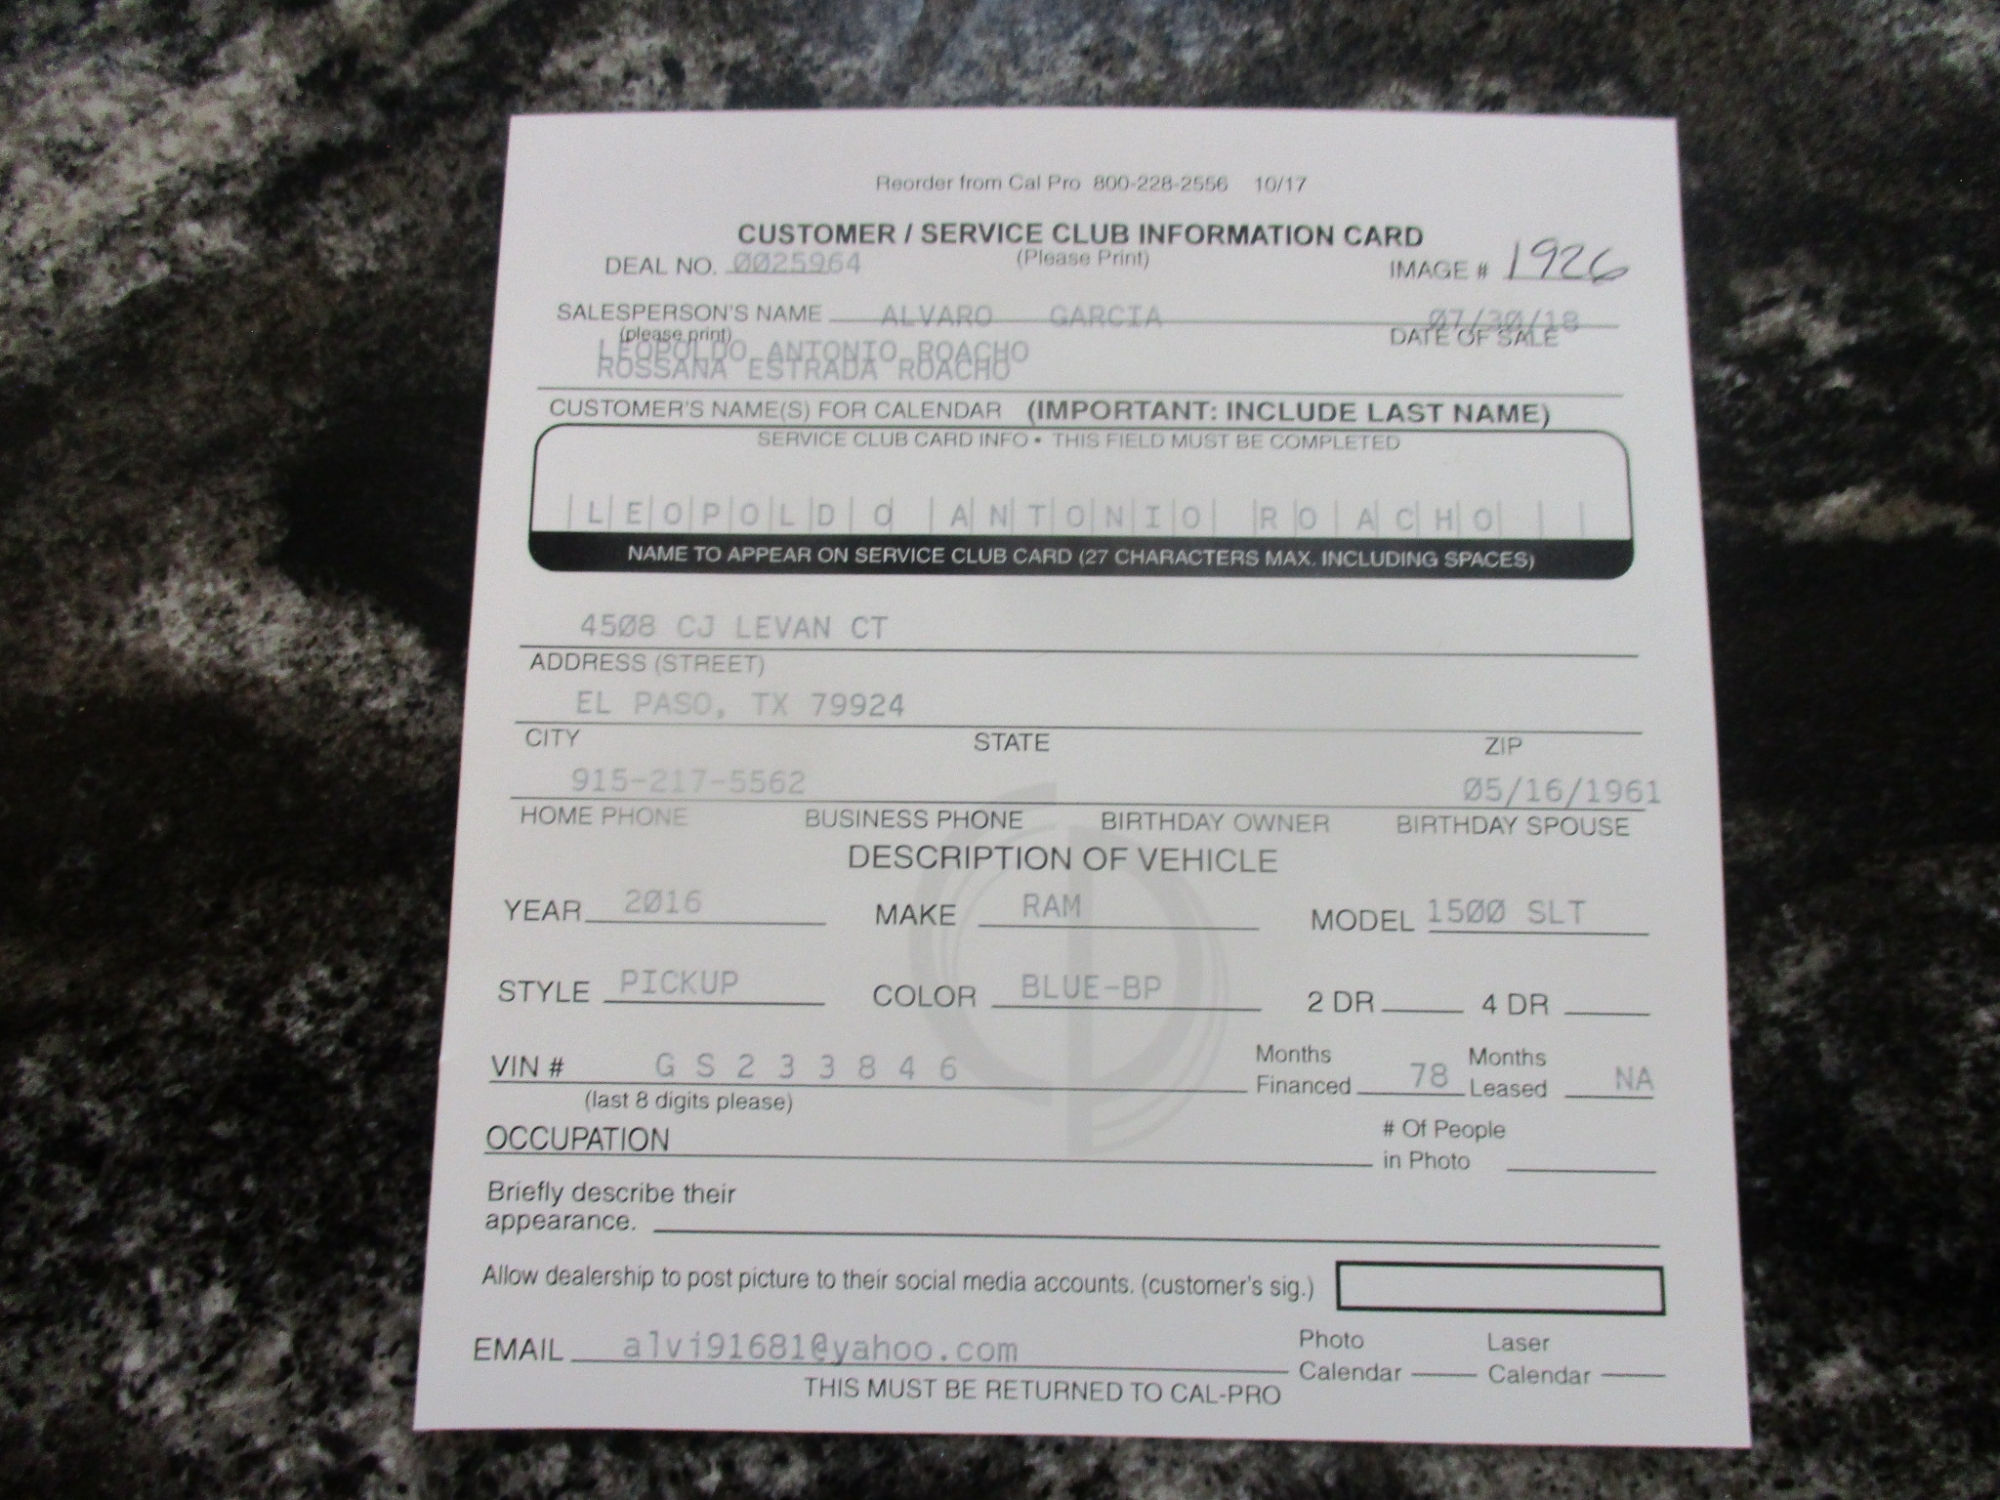 Reorder from Cal Pro 800-228-2556 10/17
CUSTOMER / SERVICE CLUB INFORMATION CARD
DEAL NO. 0025964 (Please Print) IMAGE # 1926
SALESPERSON'S NAME ALVARO GARCIA 07/30/18
(please print) DATE OF SALE
LEOPOLDO ANTONIO ROACHO
ROSSANA ESTRADA ROACHO
CUSTOMER'S NAME(S) FOR CALENDAR (IMPORTANT: INCLUDE LAST NAME)
SERVICE CLUB CARD INFO • THIS FIELD MUST BE COMPLETED
LEOPOLDO ANTONIO ROACHO
NAME TO APPEAR ON SERVICE CLUB CARD (27 CHARACTERS MAX. INCLUDING SPACES)
4508 CJ LEVAN CT
ADDRESS (STREET)
EL PASO, TX 79924
CITY STATE ZIP
915-217-5562 05/16/1961
HOME PHONE BUSINESS PHONE BIRTHDAY OWNER BIRTHDAY SPOUSE
DESCRIPTION OF VEHICLE
YEAR 2016 MAKE RAM MODEL 1500 SLT
STYLE PICKUP COLOR BLUE-BP 2 DR 4 DR
VIN # GS233846 Months Financed 78 Months Leased NA
(last 8 digits please)
OCCUPATION # Of People in Photo
Briefly describe their
appearance.
Allow dealership to post picture to their social media accounts. (customer's sig.)
EMAIL alvi91681@yahoo.com Photo Calendar Laser Calendar
THIS MUST BE RETURNED TO CAL-PRO